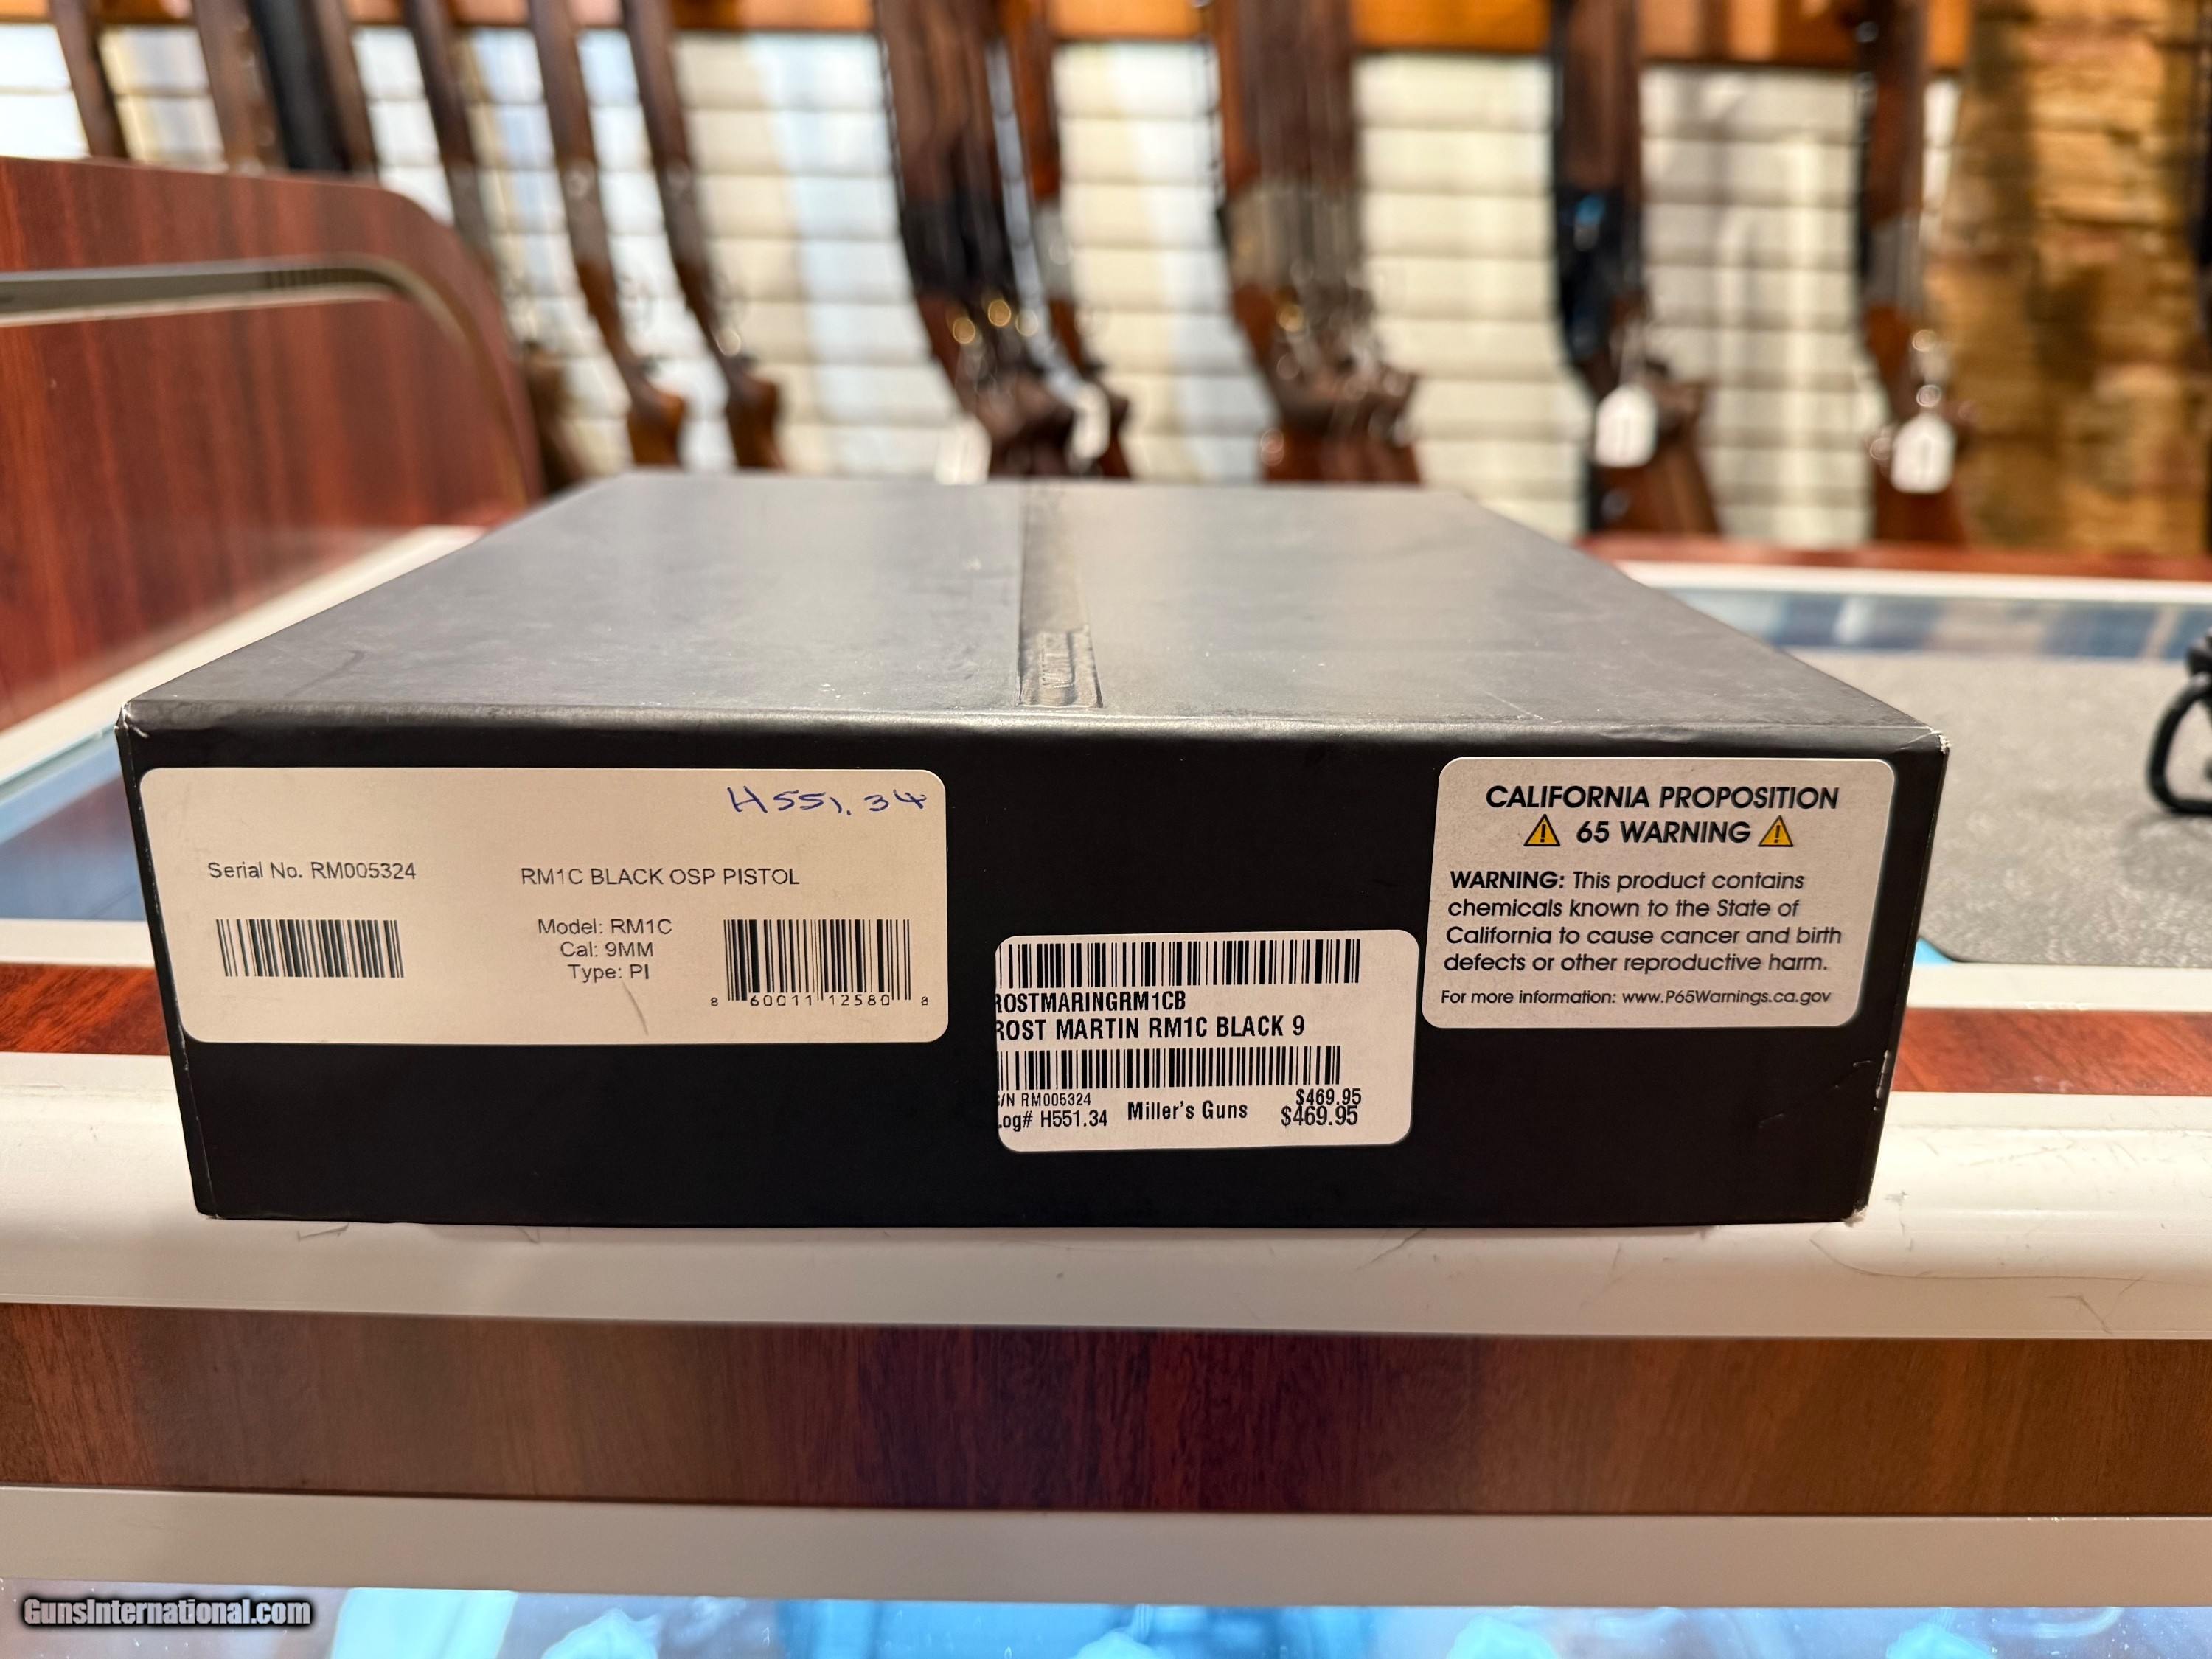 H551.34
Serial No. RM005324
RM1C BLACK OSP PISTOL
Model: RM1C
Cal: 9MM
Type: PI
8 60011 12580 8
ROSTMARINGRM1CB
ROST MARTIN RM1C BLACK 9
S/N RM005324
$469.95
Log# H551.34
Miller's Guns
$469.95
CALIFORNIA PROPOSITION
65 WARNING
WARNING: This product contains
chemicals known to the State of
California to cause cancer and birth
defects or other reproductive harm.
For more information: www.P65Warnings.ca.gov
GunsInternational.com